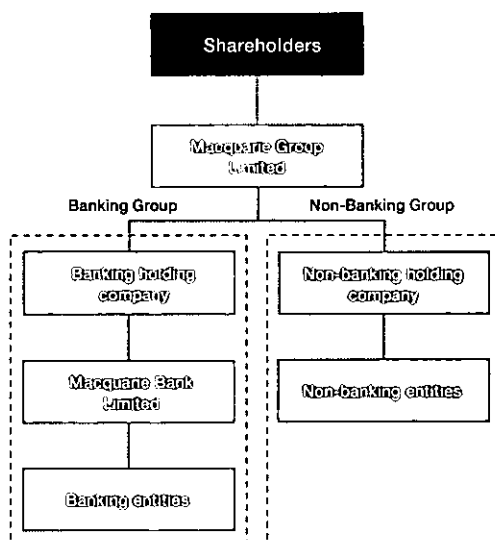 Shareholders
Macquarie Group
Limited
Banking Group
Non-Banking Group
Banking holding
company
Non-banking holding
company
Macquarie Bank
Limited
Non-banking entities
Banking entities